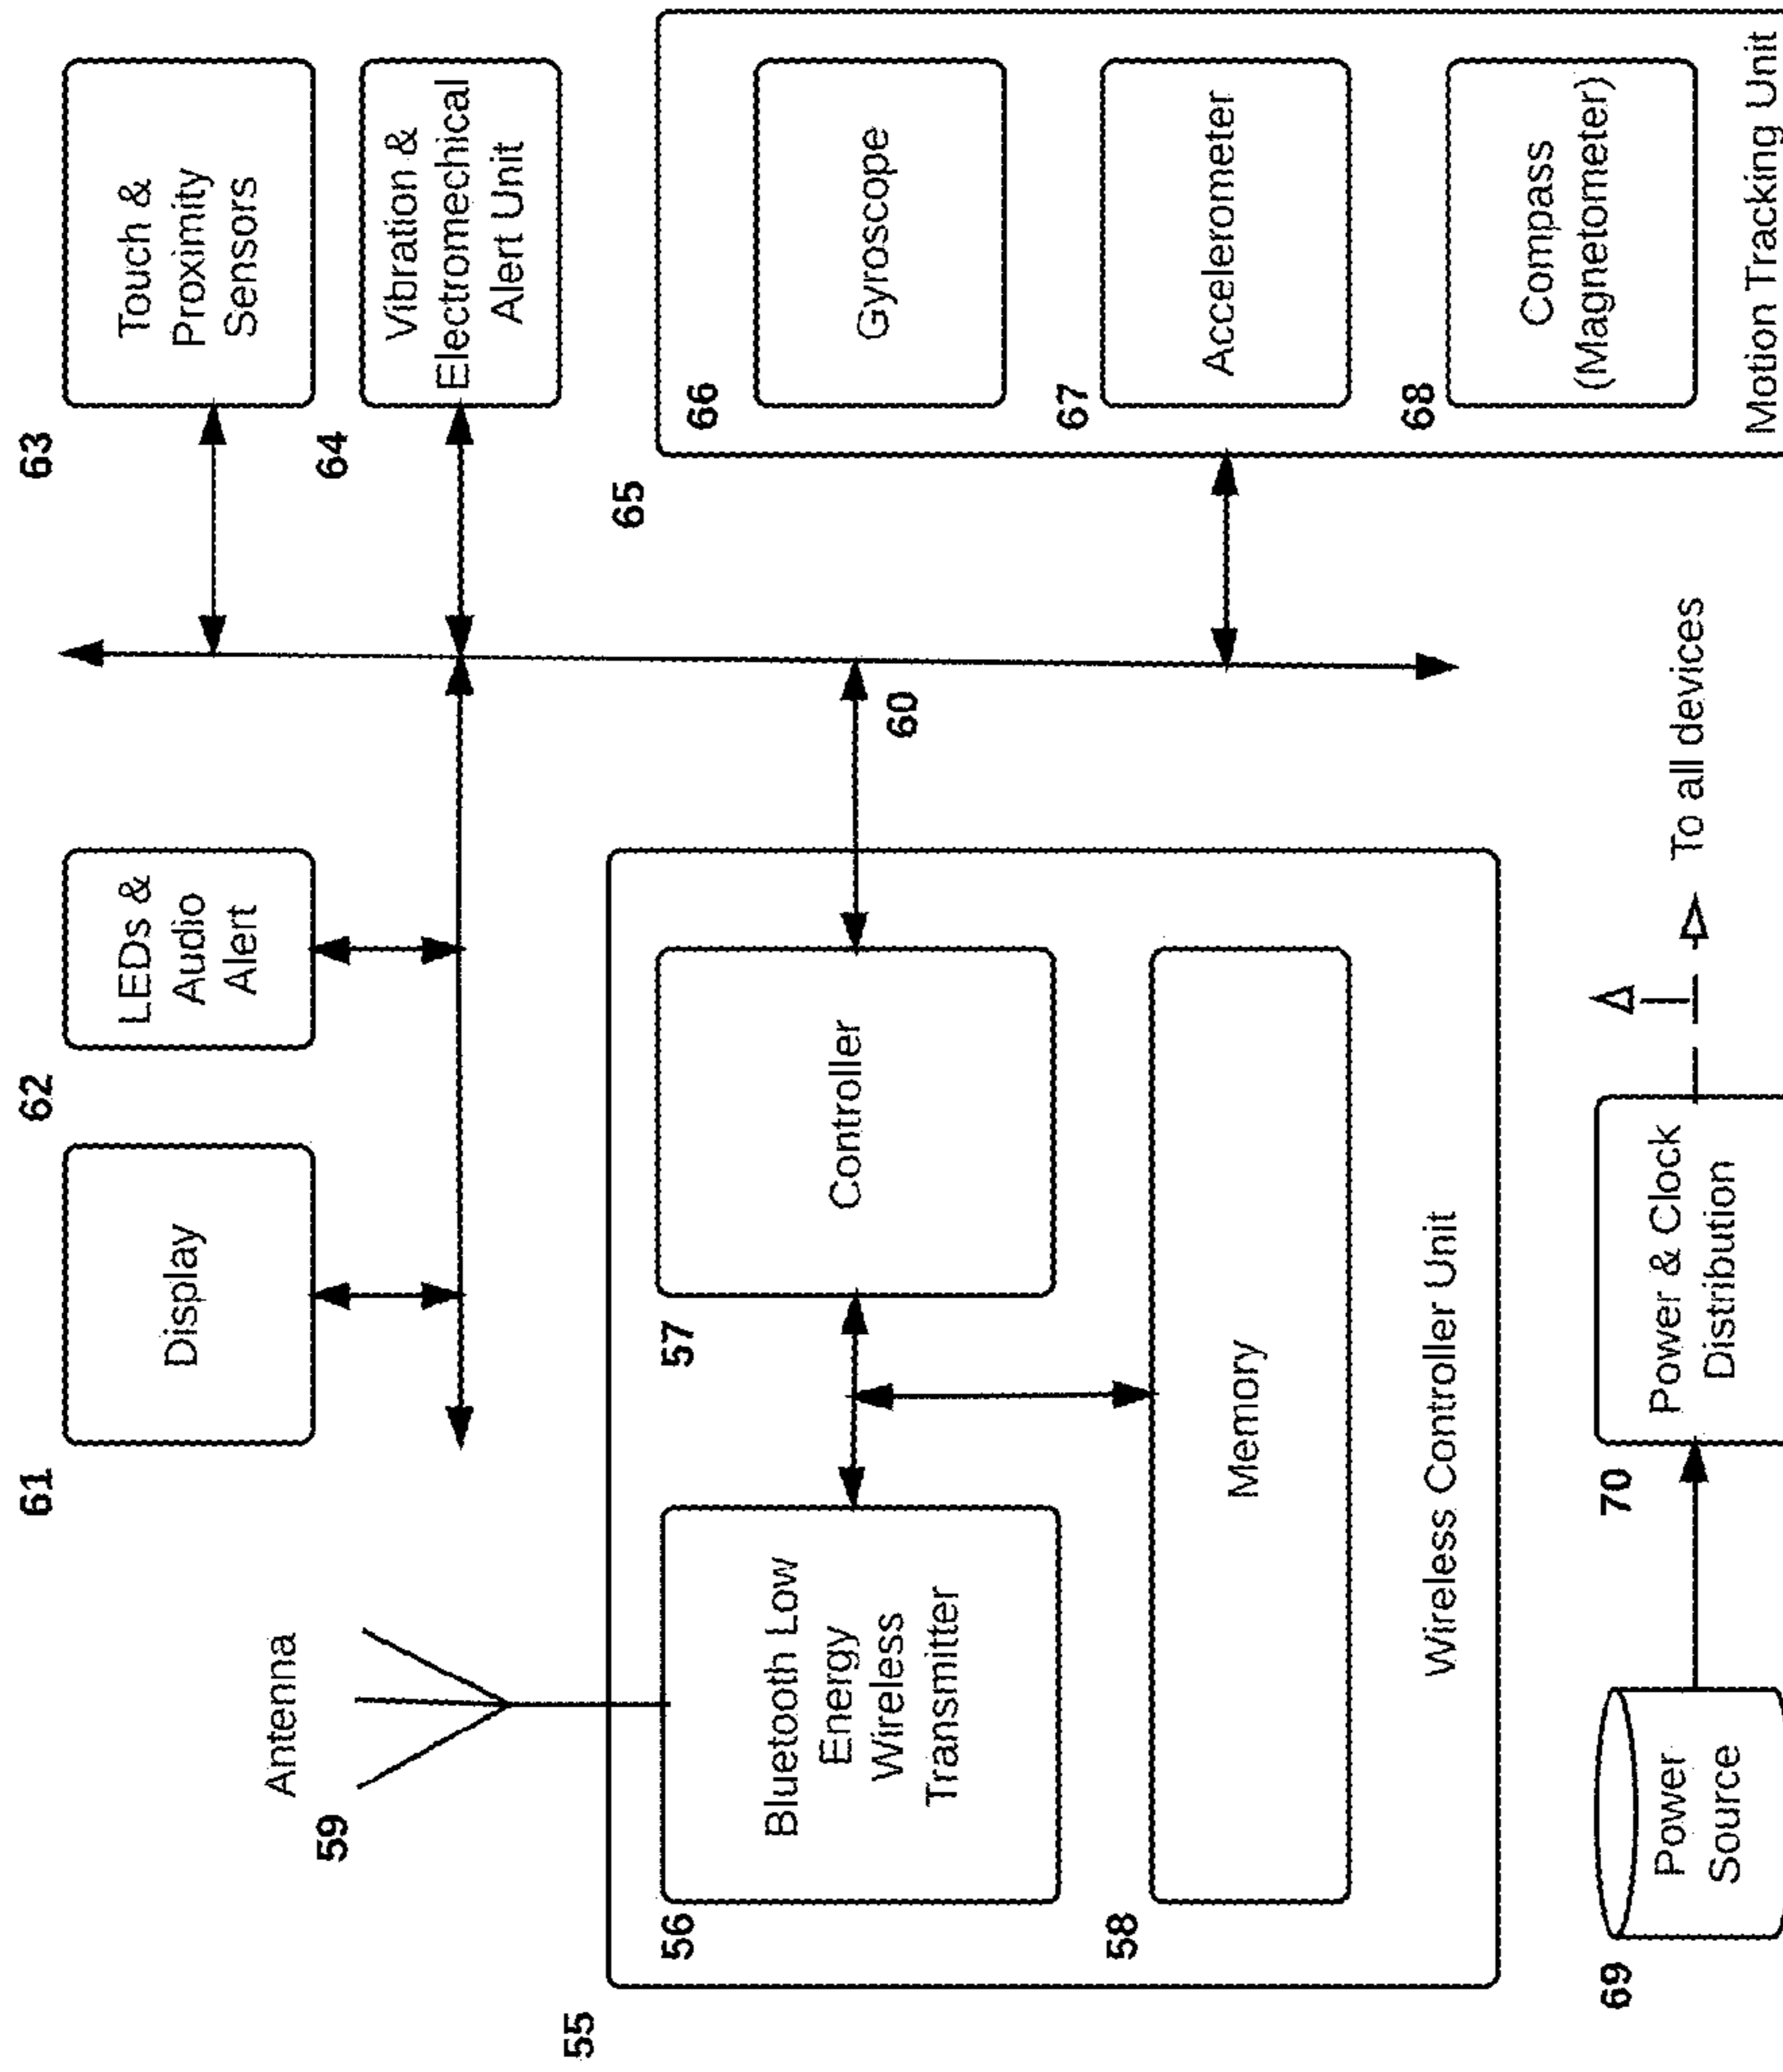 61
Display
62
LEDs &
Audio
Alert
63
Touch &
Proximity
Sensors
Antenna
59
64
Vibration &
Electromechical
Alert Unit
55
56
Bluetooth Low
Energy
Wireless
Transmitter
57
Controller
58
Memory
Wireless Controller Unit
60
65
66
Gyroscope
67
Accelerometer
68
Compass
(Magnetometer)
Motion Tracking Unit
69
Power
Source
70
Power & Clock
Distribution
To all devices